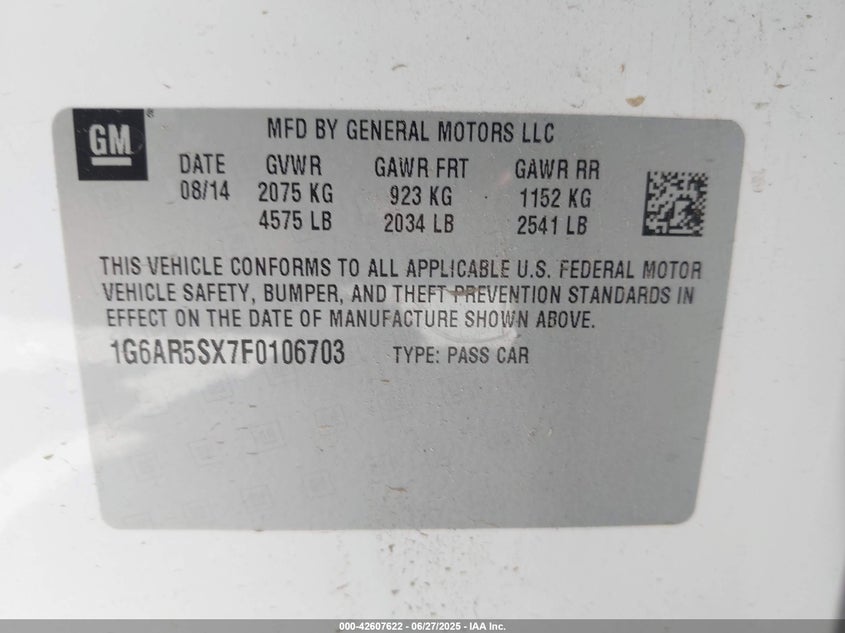 GM ®
MFD BY GENERAL MOTORS LLC
DATE GVWR GAWR FRT GAWR RR
08/14 2075 KG 923 KG 1152 KG
4575 LB 2034 LB 2541 LB
THIS VEHICLE CONFORMS TO ALL APPLICABLE U.S. FEDERAL MOTOR
VEHICLE SAFETY, BUMPER, AND THEFT PREVENTION STANDARDS IN
EFFECT ON THE DATE OF MANUFACTURE SHOWN ABOVE.
1G6AR5SX7F0106703 TYPE: PASS CAR
000-42607622 - 06/27/2025 - IAA Inc.